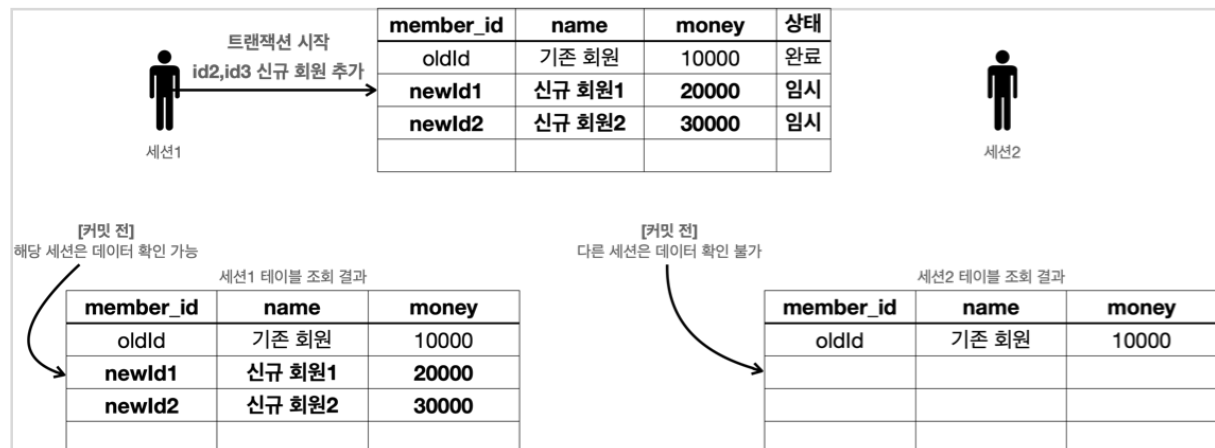 트랜잭션 시작
id2,id3 신규 회원 추가
세션1
member_id name money 상태
oldId 기존 회원 10000 완료
newId1 신규 회원1 20000 임시
newId2 신규 회원2 30000 임시
세션2
[커밋 전]
해당 세션은 데이터 확인 가능
세션1 테이블 조회 결과
member_id name money
oldId 기존 회원 10000
newId1 신규 회원1 20000
newId2 신규 회원2 30000
[커밋 전]
다른 세션은 데이터 확인 불가
세션2 테이블 조회 결과
member_id name money
oldId 기존 회원 10000